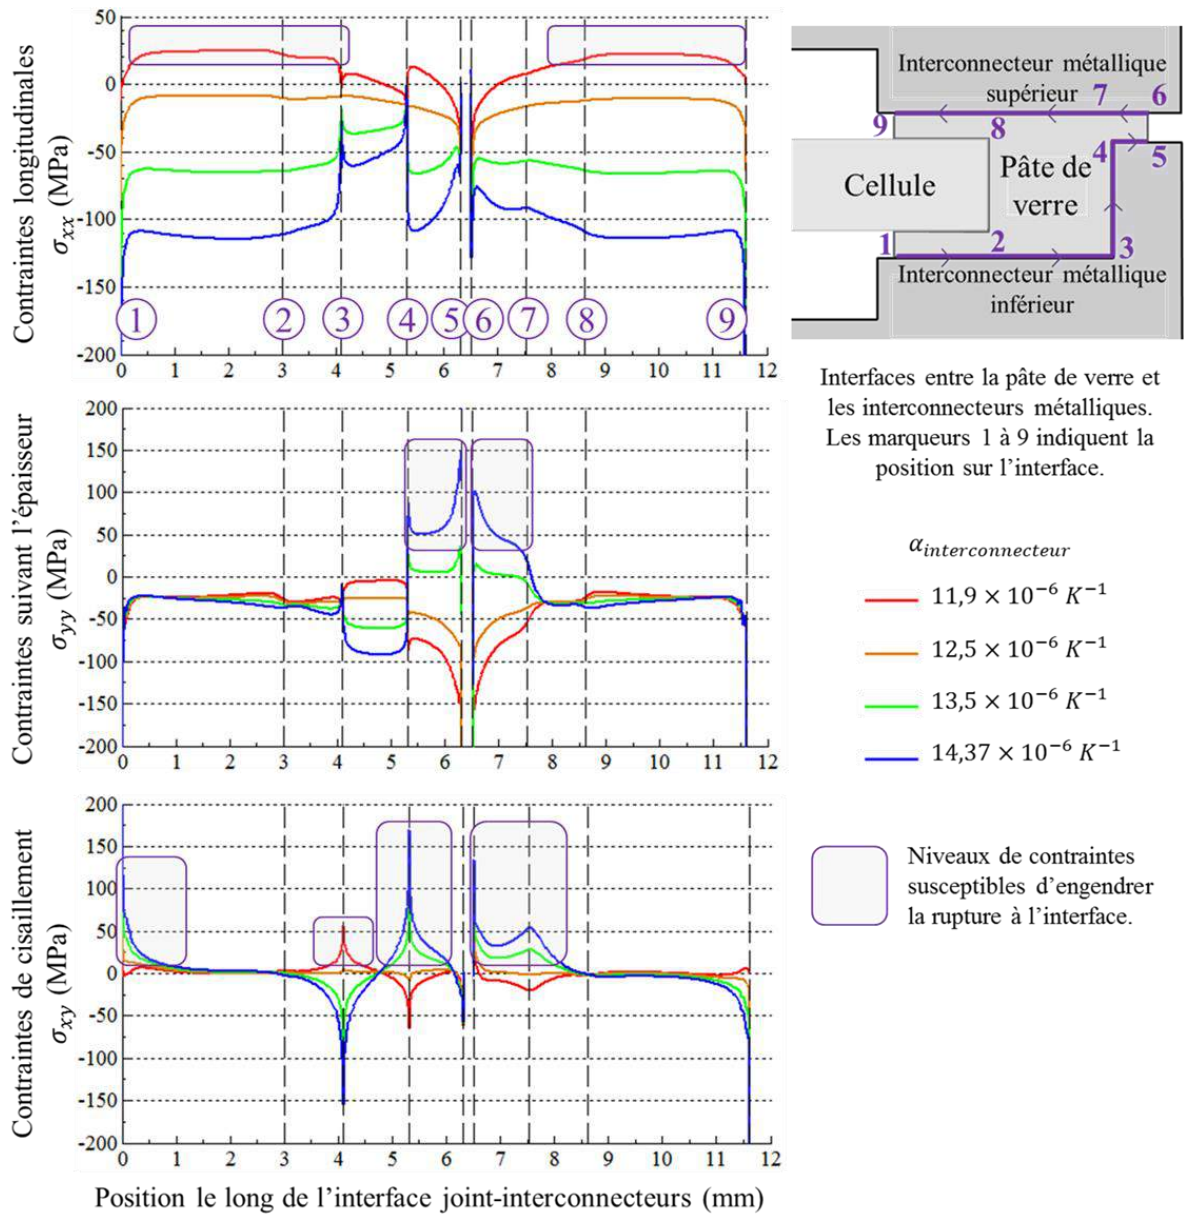 Contraintes longitudinales
σxx (MPa)
50
0
-50
-100
-150
-200
1 2 3 4 5 6 7 8 9
0 1 2 3 4 5 6 7 8 9 10 11 12
Contraintes suivant l’épaisseur
σyy (MPa)
200
150
100
50
0
-50
-100
-150
-200
0 1 2 3 4 5 6 7 8 9 10 11 12
Contraintes de cisaillement
σxy (MPa)
200
150
100
50
0
-50
-100
-150
-200
0 1 2 3 4 5 6 7 8 9 10 11 12
Position le long de l’interface joint-interconnecteurs (mm)
Interconnecteur métallique
supérieur
7 6
9 8
4 5
Cellule
Pâte de
verre
1 2 3
Interconnecteur métallique
inférieur
Interfaces entre la pâte de verre et
les interconnecteurs métalliques.
Les marqueurs 1 à 9 indiquent la
position sur l’interface.
αinterconnecteur
11,9 × 10⁻⁶ K⁻¹
12,5 × 10⁻⁶ K⁻¹
13,5 × 10⁻⁶ K⁻¹
14,37 × 10⁻⁶ K⁻¹
Niveaux de contraintes
susceptibles d’engendrer
la rupture à l’interface.